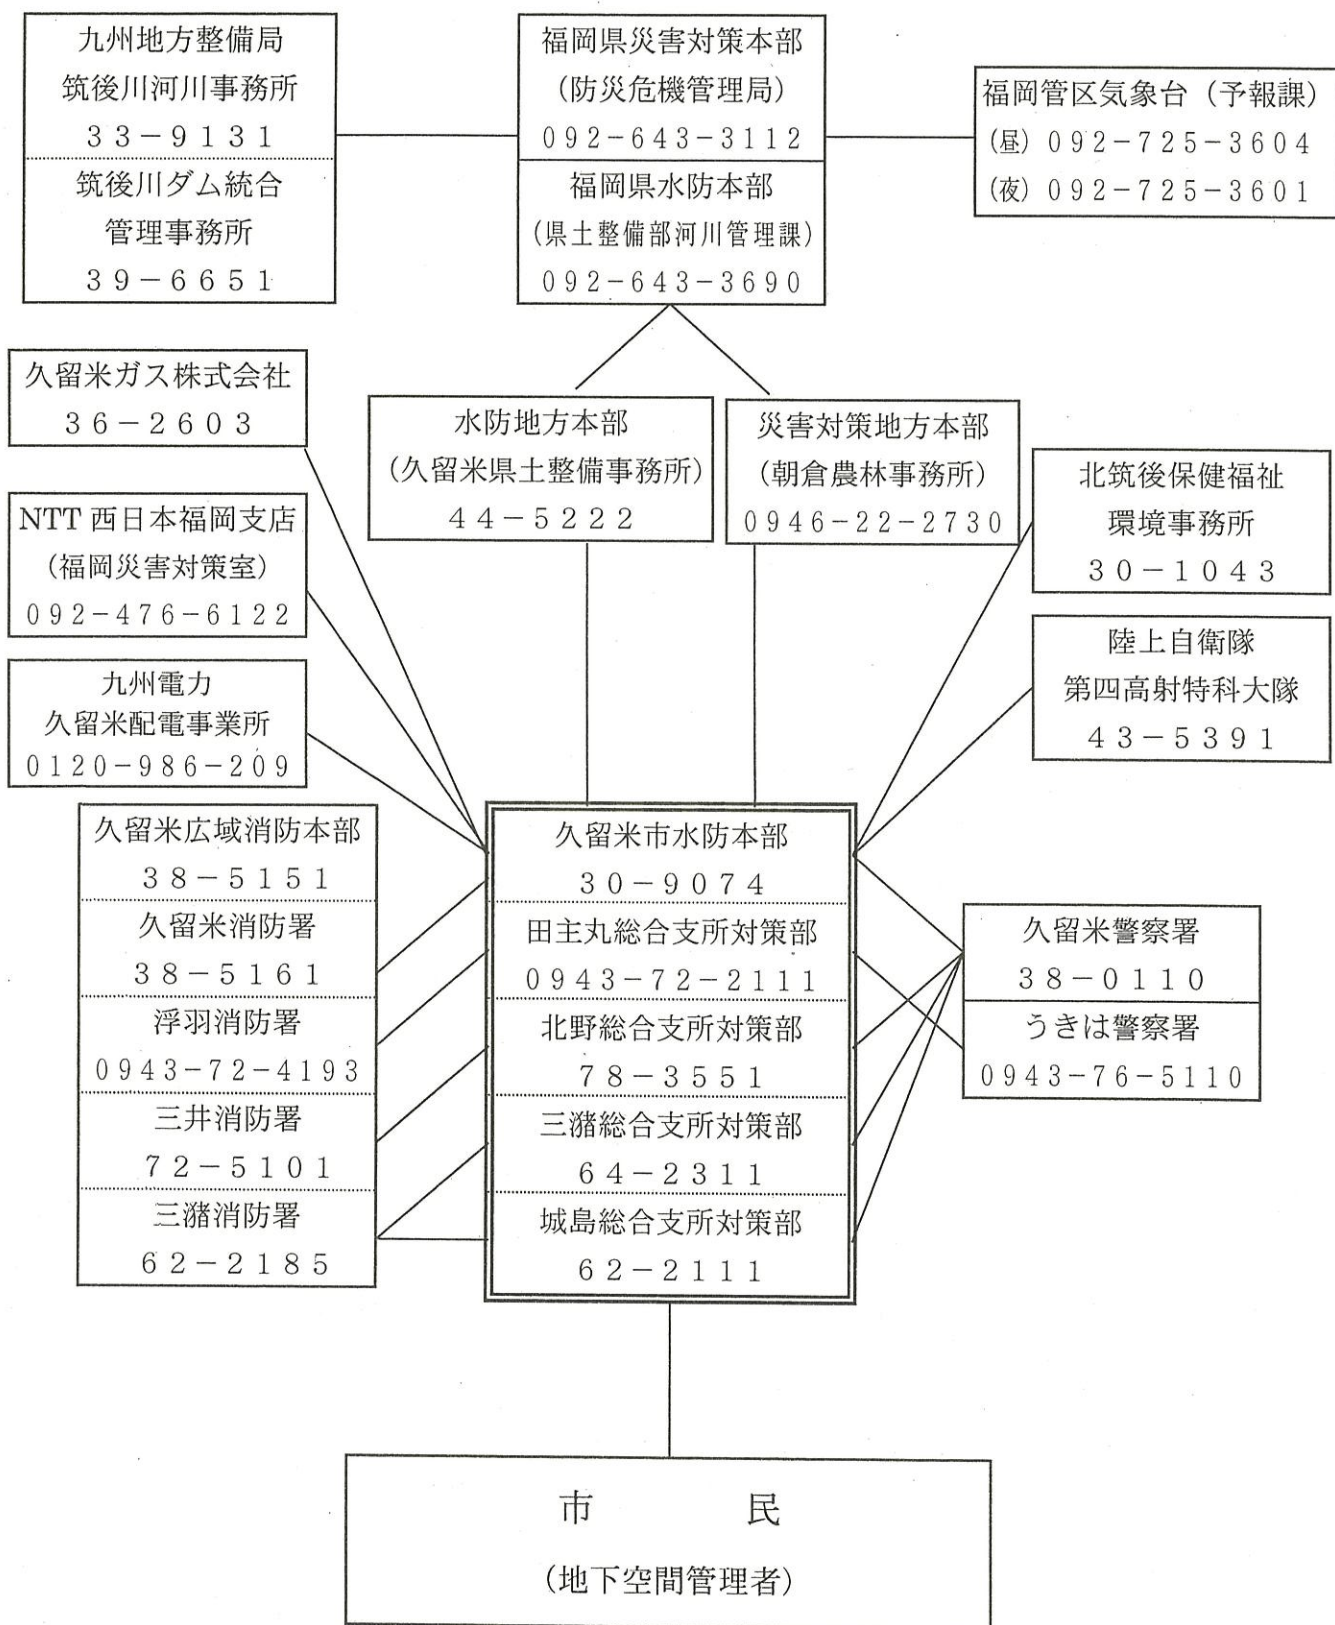 九州地方整備局
筑後川河川事務所
33-9131
筑後川ダム統合
管理事務所
39-6651
福岡県災害対策本部
(防災危機管理局)
092-643-3112
福岡県水防本部
(県土整備部河川管理課)
092-643-3690
福岡管区気象台(予報課)
(昼)092-725-3604
(夜)092-725-3601
久留米ガス株式会社
36-2603
NTT西日本福岡支店
(福岡災害対策室)
092-476-6122
九州電力
久留米配電事業所
0120-986-209
水防地方本部
(久留米県土整備事務所)
44-5222
災害対策地方本部
(朝倉農林事務所)
0946-22-2730
北筑後保健福祉
環境事務所
30-1043
陸上自衛隊
第四高射特科大隊
43-5391
久留米広域消防本部
38-5151
久留米消防署
38-5161
浮羽消防署
0943-72-4193
三井消防署
72-5101
三潴消防署
62-2185
久留米市水防本部
30-9074
田主丸総合支所対策部
0943-72-2111
北野総合支所対策部
78-3551
三潴総合支所対策部
64-2311
城島総合支所対策部
62-2111
久留米警察署
38-0110
うきは警察署
0943-76-5110
市 民
(地下空間管理者)